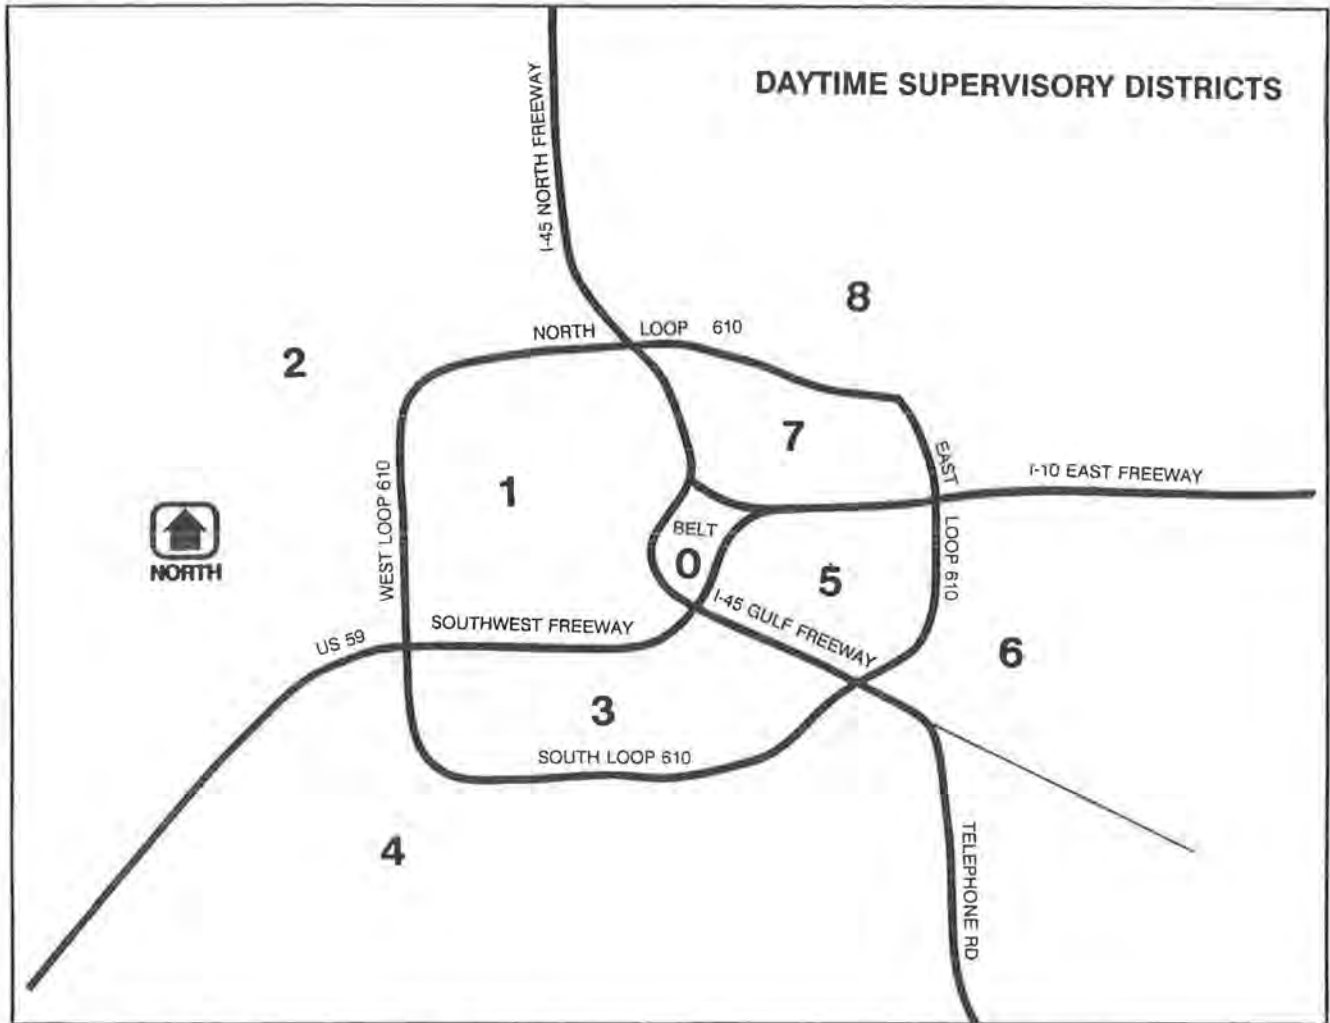 DAYTIME SUPERVISORY DISTRICTS
I-45 NORTH FREEWAY
8
NORTH LOOP 610
2
7
EAST LOOP 610
I-10 EAST FREEWAY
1
WEST LOOP 610
BELT
0
NORTH
5
I-45 GULF FREEWAY
SOUTHWEST FREEWAY
US 59
6
3
SOUTH LOOP 610
4
TELEPHONE RD